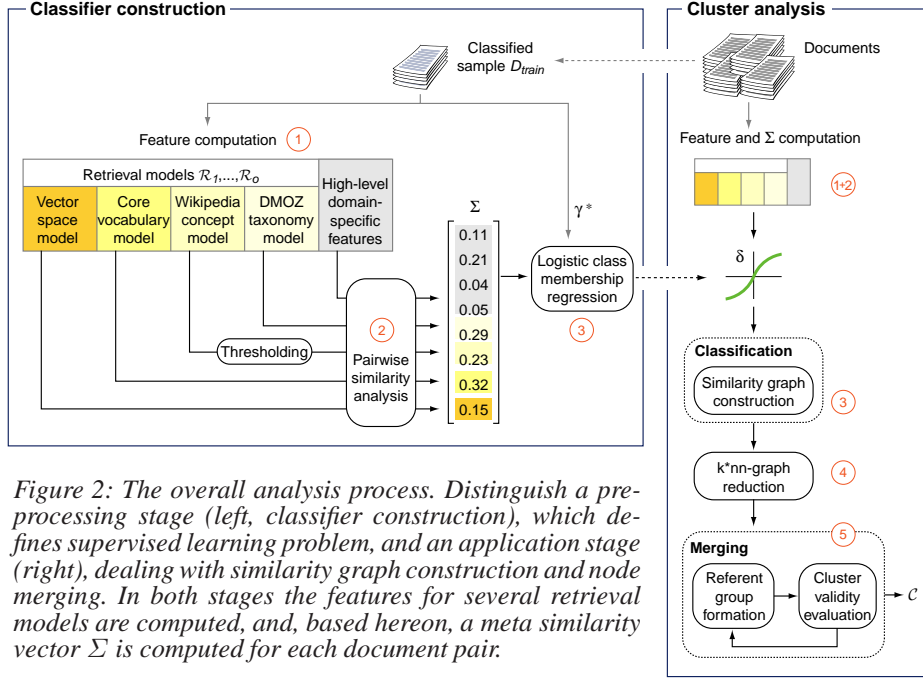 Classifier construction
Classified
sample D_train
Feature computation 1
Retrieval models R_1,...,R_o
High-level
domain-
specific
features
Vector
space
model
Core
vocabulary
model
Wikipedia
concept
model
DMOZ
taxonomy
model
Thresholding
2
Pairwise
similarity
analysis
Σ
0.11
0.21
0.04
0.05
0.29
0.23
0.32
0.15
γ*
Logistic class
membership
regression
3
Cluster analysis
Documents
Feature and Σ computation
1+2
δ
Classification
Similarity graph
construction
3
k*nn-graph
reduction
4
5
Merging
Referent
group
formation
Cluster
validity
evaluation
C
Figure 2: The overall analysis process. Distinguish a pre-
processing stage (left, classifier construction), which de-
fines supervised learning problem, and an application stage
(right), dealing with similarity graph construction and node
merging. In both stages the features for several retrieval
models are computed, and, based hereon, a meta similarity
vector Σ is computed for each document pair.